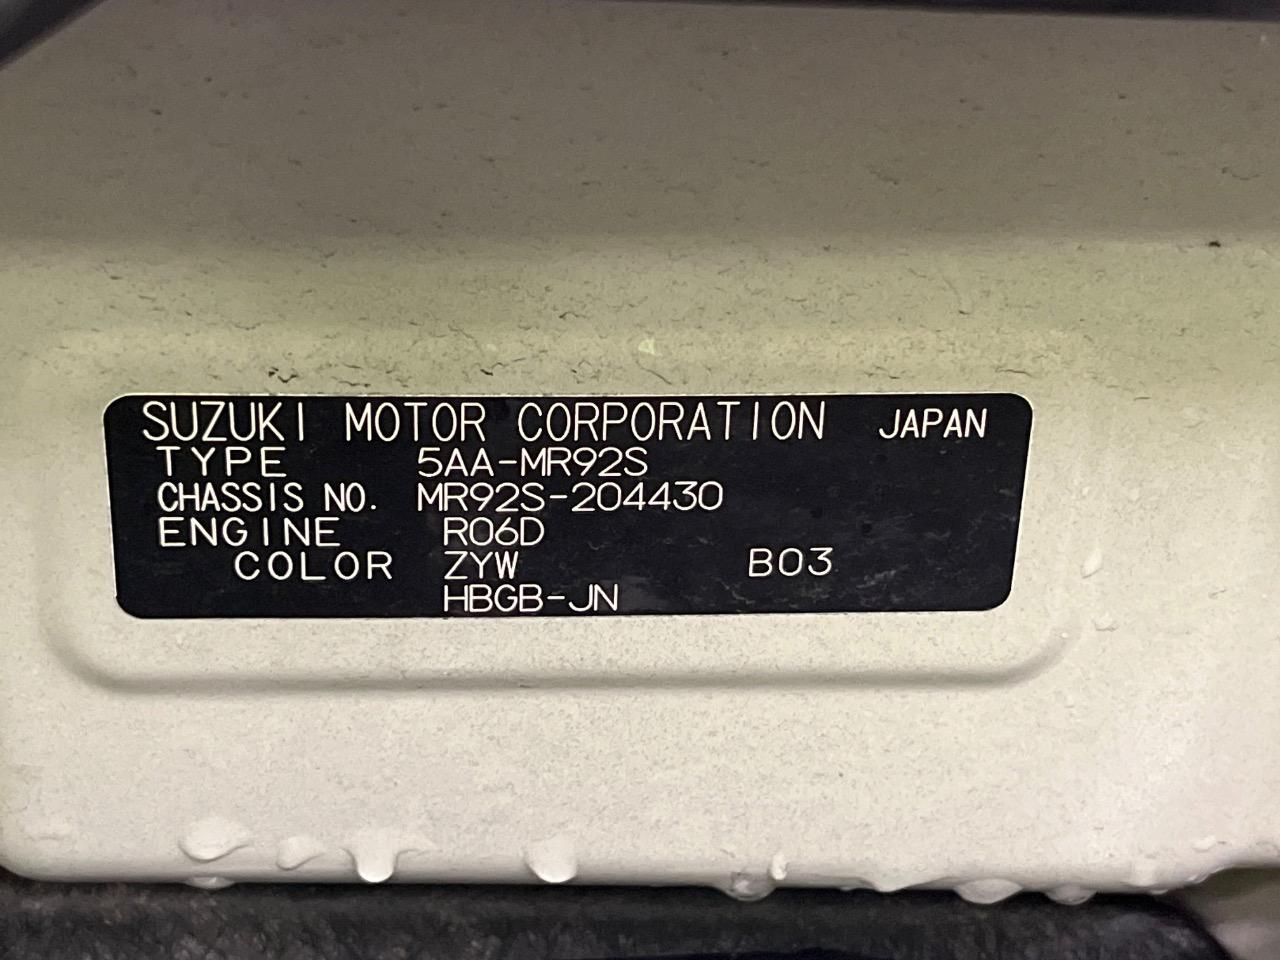 SUZUKI MOTOR CORPORATION JAPAN
TYPE 5AA-MR92S
CHASSIS NO. MR92S-204430
ENGINE R06D
COLOR ZYW B03
HBGB-JN